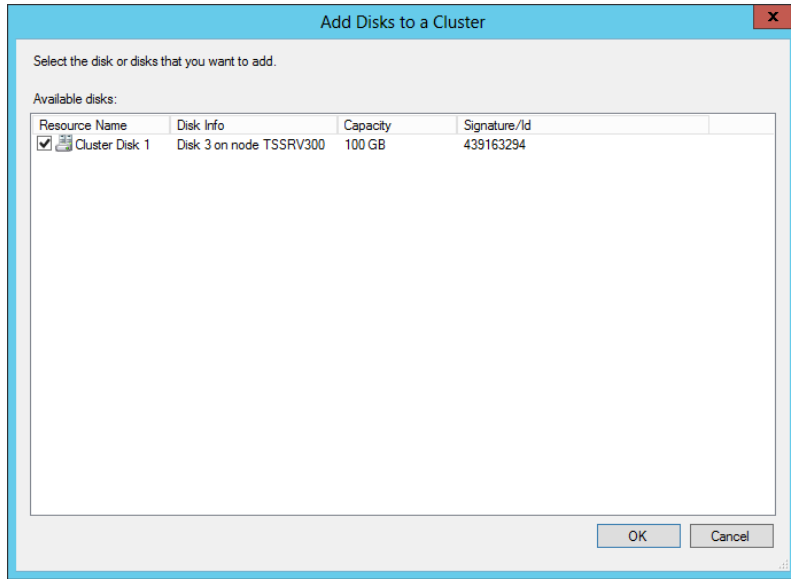 Add Disks to a Cluster
x
Select the disk or disks that you want to add.
Available disks:
Resource Name Disk Info Capacity Signature/Id
Cluster Disk 1 Disk 3 on node TSSRV300 100 GB 439163294
OK Cancel